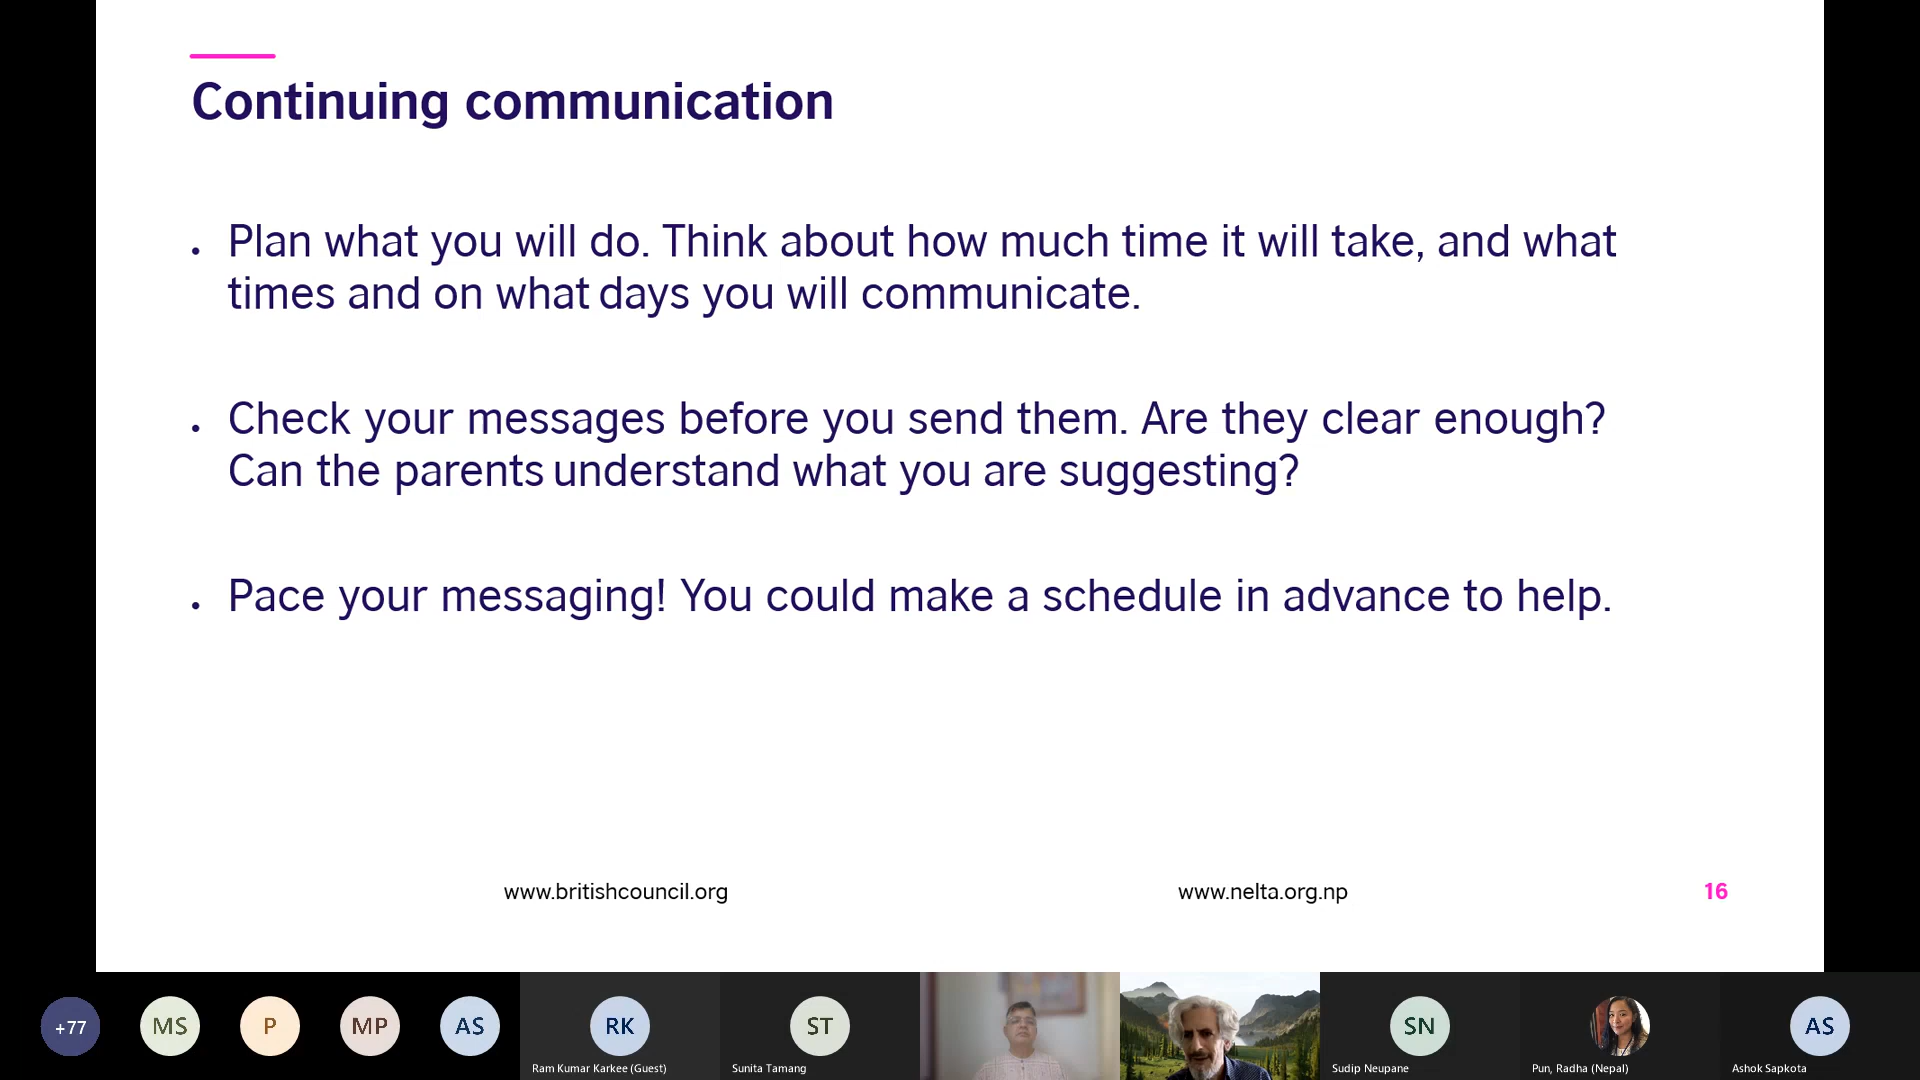 Continuing communication
• Plan what you will do. Think about how much time it will take, and what
times and on what days you will communicate.
• Check your messages before you send them. Are they clear enough?
Can the parents understand what you are suggesting?
• Pace your messaging! You could make a schedule in advance to help.
www.britishcouncil.org
www.nelta.org.np
16
+77
MS
P
MP
AS
RK
Ram Kumar Karkee (Guest)
ST
Sunita Tamang
SN
Sudip Neupane
Pun, Radha (Nepal)
AS
Ashok Sapkota